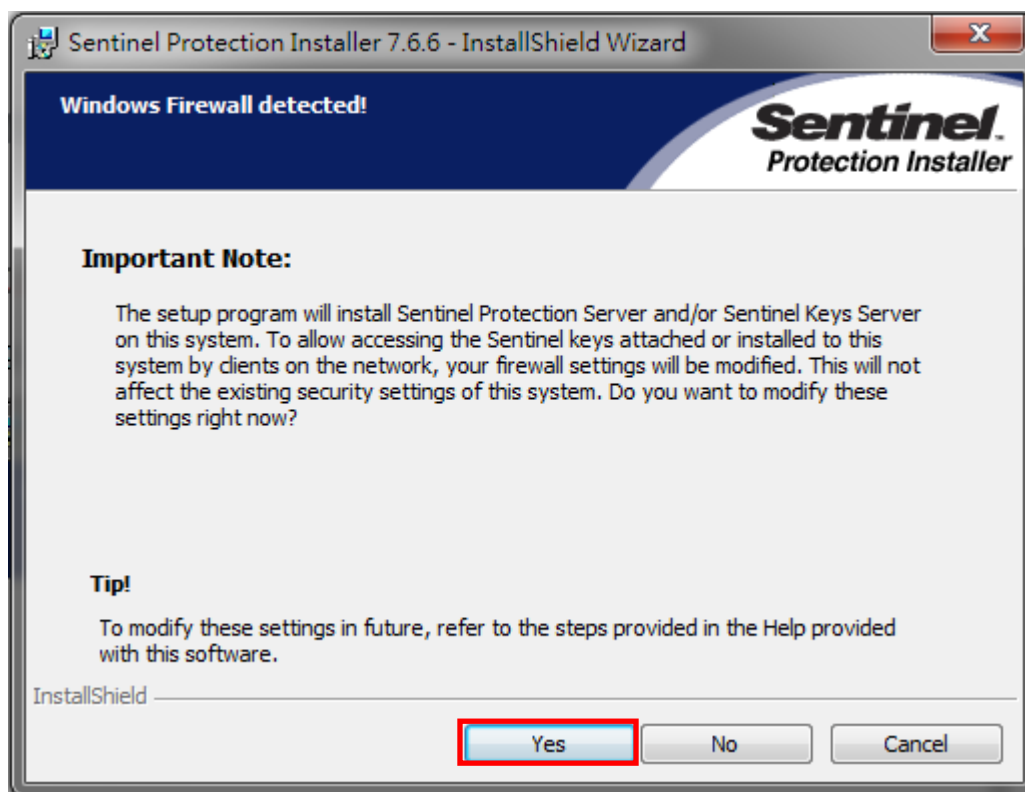 Sentinel Protection Installer 7.6.6 - InstallShield Wizard
x
Windows Firewall detected!
Sentinel.
Protection Installer
Important Note:
The setup program will install Sentinel Protection Server and/or Sentinel Keys Server
on this system. To allow accessing the Sentinel keys attached or installed to this
system by clients on the network, your firewall settings will be modified. This will not
affect the existing security settings of this system. Do you want to modify these
settings right now?
Tip!
To modify these settings in future, refer to the steps provided in the Help provided
with this software.
InstallShield
Yes No Cancel